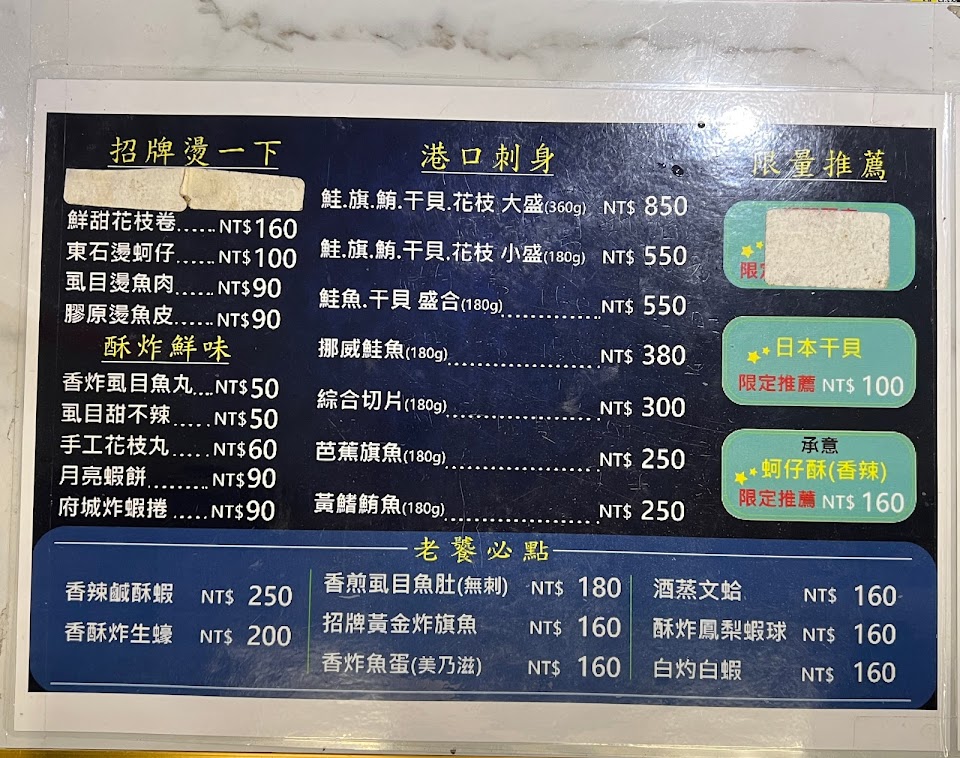 招牌燙一下
鮮甜花枝卷......NT$160
東石燙蚵仔......NT$100
虱目燙魚肉......NT$90
膠原燙魚皮......NT$90
酥炸鮮味
香炸虱目魚丸...NT$50
虱目甜不辣......NT$50
手工花枝丸......NT$60
月亮蝦餅.........NT$90
府城炸蝦捲.....NT$90
港口刺身
鮭.旗.鮪.干貝.花枝 大盛(360g) NT$ 850
鮭.旗.鮪.干貝.花枝 小盛(180g) NT$ 550
鮭魚.干貝 盛合(180g)................NT$ 550
挪威鮭魚(180g)..........................NT$ 380
綜合切片(180g)..........................NT$ 300
芭蕉旗魚(180g)..........................NT$ 250
黃鰭鮪魚(180g)..........................NT$ 250
限量推薦
限定
日本干貝
限定推薦 NT$ 100
承意
蚵仔酥(香辣)
限定推薦 NT$ 160
老饕必點
香辣鹹酥蝦 NT$ 250
香酥炸生蠔 NT$ 200
香煎虱目魚肚(無刺) NT$ 180
招牌黃金炸旗魚 NT$ 160
香炸魚蛋(美乃滋) NT$ 160
酒蒸文蛤 NT$ 160
酥炸鳳梨蝦球 NT$ 160
白灼白蝦 NT$ 160